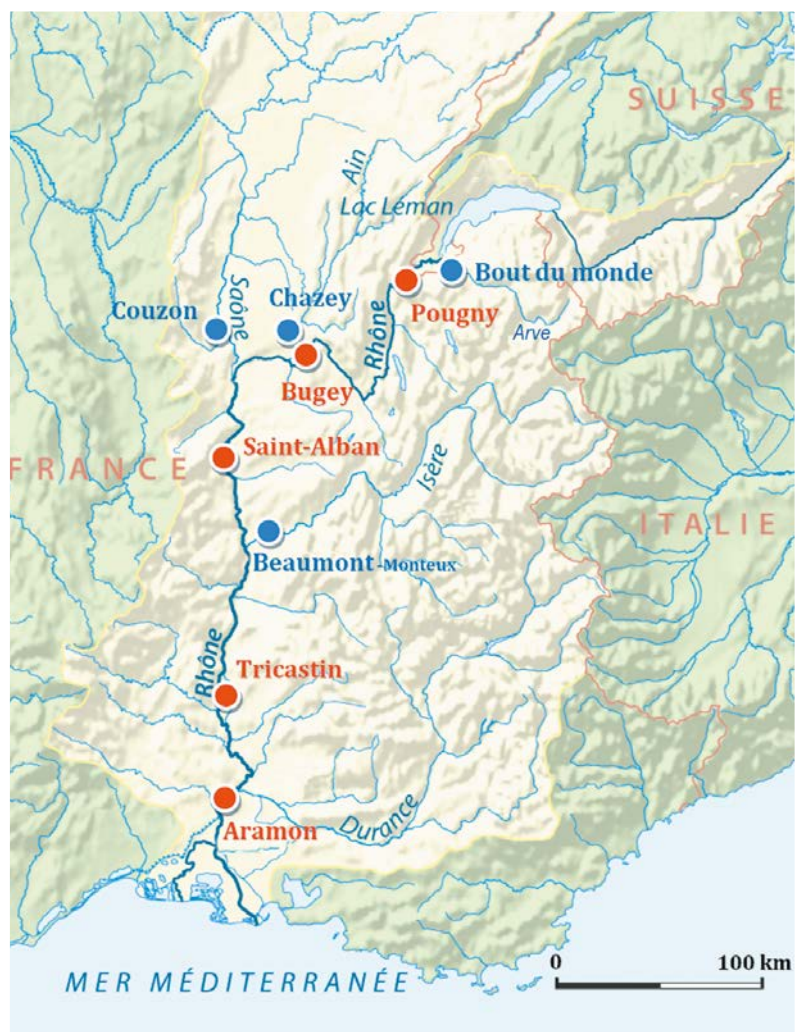 SUISSE
Ain
Lac Léman
Bout du monde
Couzon
Saône
Chazey
Pougny
Arve
Rhône
Bugey
Saint-Alban
FRANCE
Isère
ITALIE
Beaumont-Monteux
Rhône
Tricastin
Aramon
Durance
0 100 km
MER MÉDITERRANÉE